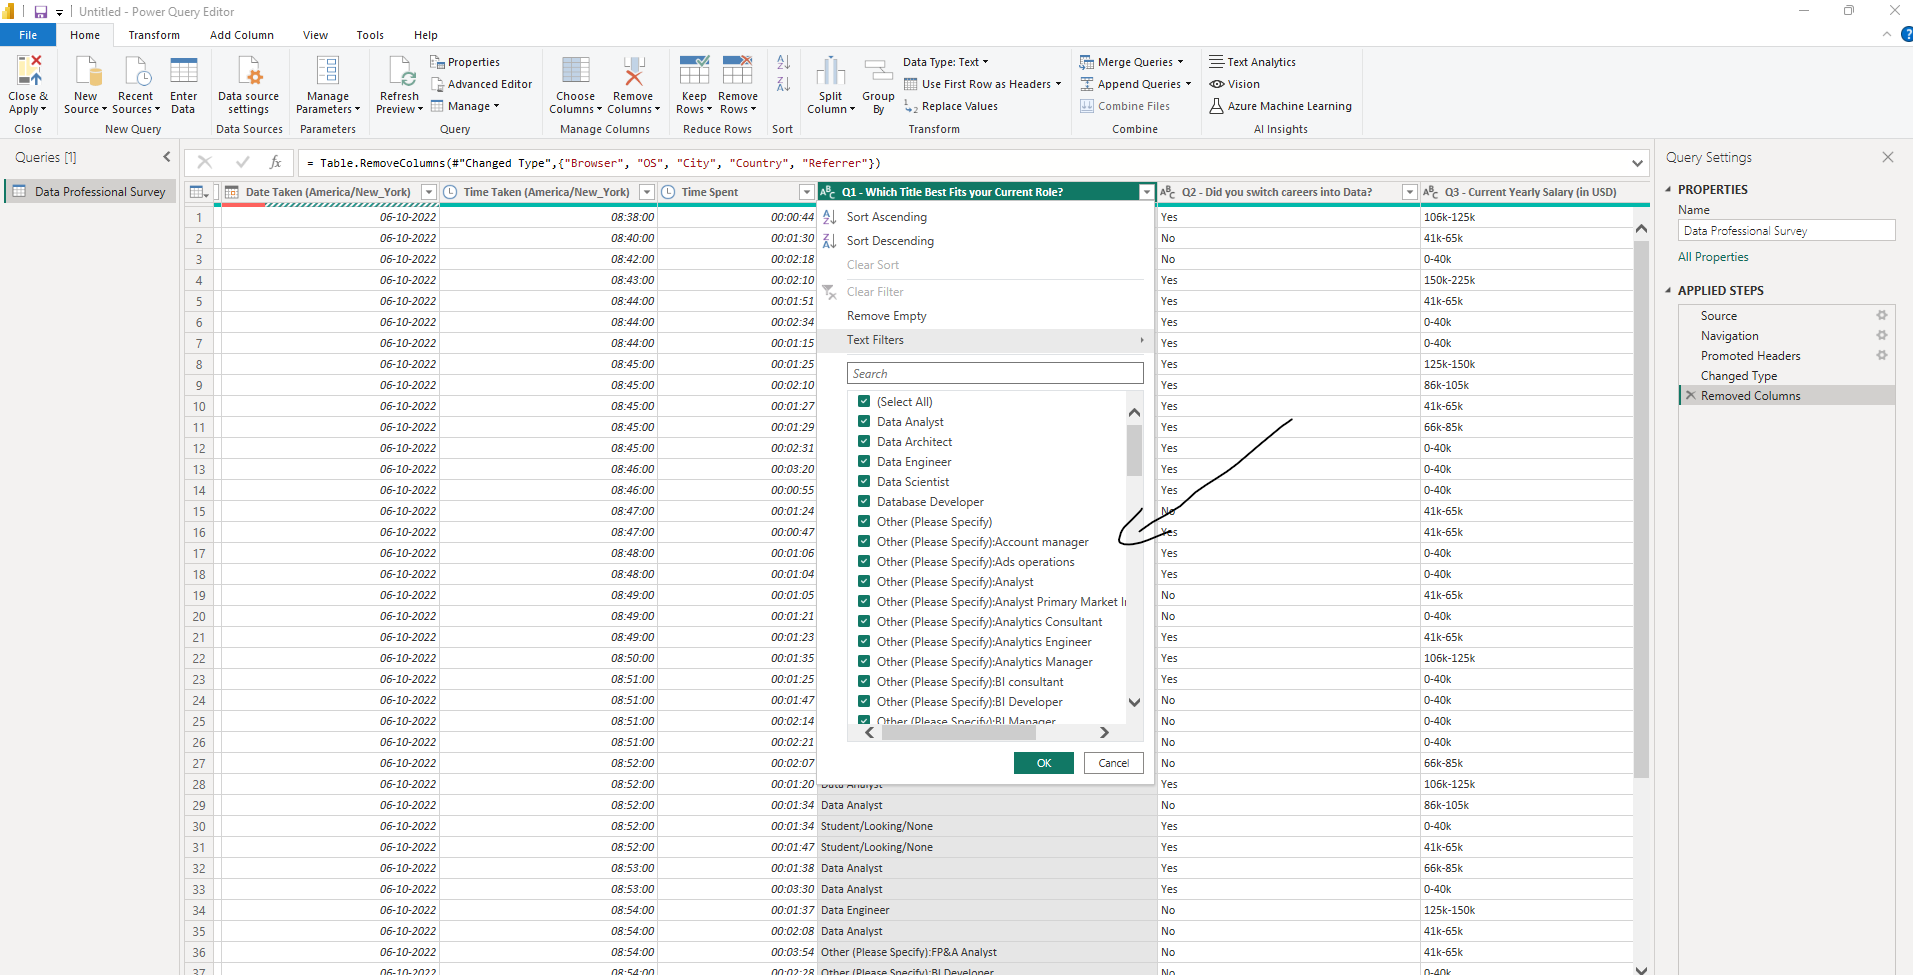 Untitled - Power Query Editor
File Home Transform Add Column View Tools Help
Close & Apply
New Source
Recent Sources
Enter Data
Data source settings
Manage Parameters
Refresh Preview
Properties
Advanced Editor
Manage
Choose Columns
Remove Columns
Keep Rows
Remove Rows
Split Column
Group By
Data Type: Text
Use First Row as Headers
Replace Values
Merge Queries
Append Queries
Combine Files
Text Analytics
Vision
Azure Machine Learning
Close New Query Data Sources Parameters Query Manage Columns Reduce Rows Sort Transform Combine AI Insights
Queries [1]
Data Professional Survey
fx = Table.RemoveColumns(#"Changed Type",{"Browser", "OS", "City", "Country", "Referrer"})
Date Taken (America/New_York) Time Taken (America/New_York) Time Spent ABC Q1 - Which Title Best Fits your Current Role? ABC Q2 - Did you switch careers into Data? ABC Q3 - Current Yearly Salary (in USD)
1 06-10-2022 08:38:00 00:00:44 Yes 106k-125k
2 06-10-2022 08:40:00 00:01:30 No 41k-65k
3 06-10-2022 08:42:00 00:02:18 No 0-40k
4 06-10-2022 08:43:00 00:02:10 Yes 150k-225k
5 06-10-2022 08:44:00 00:01:51 Yes 41k-65k
6 06-10-2022 08:44:00 00:02:34 Yes 0-40k
7 06-10-2022 08:44:00 00:01:15 Yes 0-40k
8 06-10-2022 08:45:00 00:01:25 Yes 125k-150k
9 06-10-2022 08:45:00 00:02:10 Yes 86k-105k
10 06-10-2022 08:45:00 00:01:27 Yes 41k-65k
11 06-10-2022 08:45:00 00:01:29 Yes 66k-85k
12 06-10-2022 08:45:00 00:02:31 Yes 0-40k
13 06-10-2022 08:46:00 00:03:20 Yes 0-40k
14 06-10-2022 08:46:00 00:00:55 Yes 0-40k
15 06-10-2022 08:47:00 00:01:24 No 41k-65k
16 06-10-2022 08:47:00 00:00:47 Yes 41k-65k
17 06-10-2022 08:48:00 00:01:06 Yes 0-40k
18 06-10-2022 08:48:00 00:01:04 Yes 0-40k
19 06-10-2022 08:49:00 00:01:05 No 41k-65k
20 06-10-2022 08:49:00 00:01:21 No 0-40k
21 06-10-2022 08:49:00 00:01:23 Yes 41k-65k
22 06-10-2022 08:50:00 00:01:35 Yes 106k-125k
23 06-10-2022 08:51:00 00:01:25 Yes 0-40k
24 06-10-2022 08:51:00 00:01:47 No 0-40k
25 06-10-2022 08:51:00 00:02:14 No 0-40k
26 06-10-2022 08:51:00 00:02:21 No 0-40k
27 06-10-2022 08:52:00 00:02:07 No 66k-85k
28 06-10-2022 08:52:00 00:01:20 Data Analyst Yes 106k-125k
29 06-10-2022 08:52:00 00:01:34 Data Analyst No 86k-105k
30 06-10-2022 08:52:00 00:01:34 Student/Looking/None Yes 0-40k
31 06-10-2022 08:52:00 00:01:47 Student/Looking/None Yes 41k-65k
32 06-10-2022 08:53:00 00:01:38 Data Analyst Yes 66k-85k
33 06-10-2022 08:53:00 00:03:30 Data Analyst Yes 0-40k
34 06-10-2022 08:54:00 00:01:37 Data Engineer No 125k-150k
35 06-10-2022 08:54:00 00:02:08 Data Analyst No 41k-65k
36 06-10-2022 08:54:00 00:03:54 Other (Please Specify):FP&A Analyst No 41k-65k
37 06-10-2022 08:54:00 00:02:28 Other (Please Specify):BI Developer No 0-40k
Sort Ascending
Sort Descending
Clear Sort
Clear Filter
Remove Empty
Text Filters
Search
(Select All)
Data Analyst
Data Architect
Data Engineer
Data Scientist
Database Developer
Other (Please Specify)
Other (Please Specify):Account manager
Other (Please Specify):Ads operations
Other (Please Specify):Analyst
Other (Please Specify):Analyst Primary Market
Other (Please Specify):Analytics Consultant
Other (Please Specify):Analytics Engineer
Other (Please Specify):Analytics Manager
Other (Please Specify):BI consultant
Other (Please Specify):BI Developer
Other (Please Specify):BI Manager
OK Cancel
Query Settings
PROPERTIES
Name
Data Professional Survey
All Properties
APPLIED STEPS
Source
Navigation
Promoted Headers
Changed Type
Removed Columns